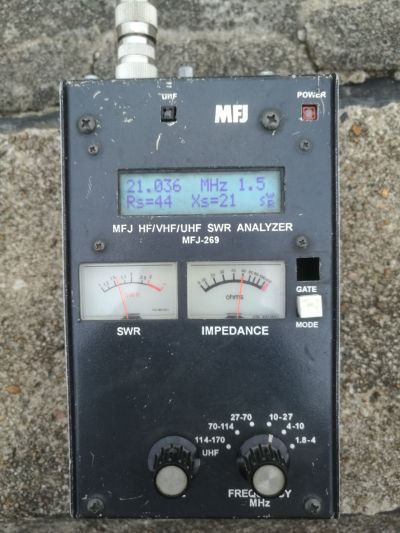 UHF
POWER
MFJ
21.036 MHz 1.5
Rs=44 Xs=21 SWR
MFJ HF/VHF/UHF SWR ANALYZER
MFJ-269
SWR
ohms
IMPEDANCE
GATE
MODE
27-70
10-27
70-114
4-10
114-170
1.8-4
UHF
FREQUENCY
MHz